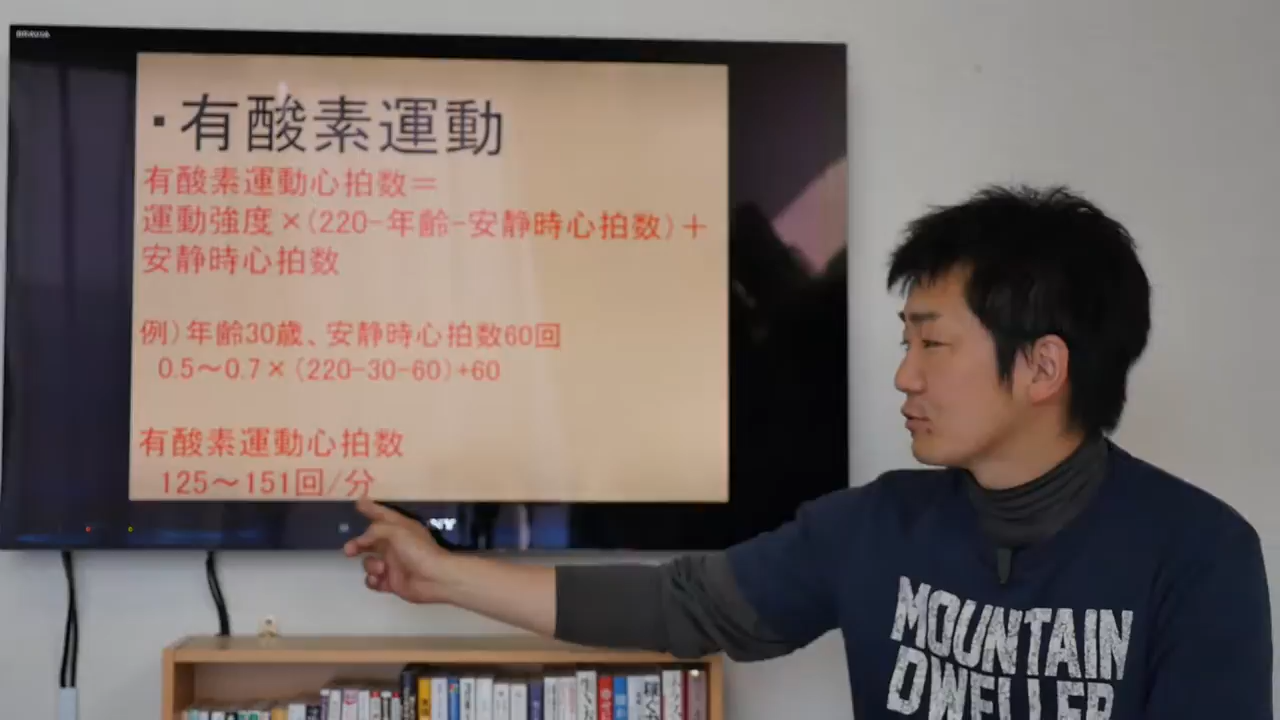 BRAVIA
・有酸素運動
有酸素運動心拍数＝
運動強度×(220-年齢-安静時心拍数)＋
安静時心拍数
例)年齢30歳、安静時心拍数60回
0.5～0.7×(220-30-60)+60
有酸素運動心拍数
125～151回/分
MOUNTAIN
DWELLER